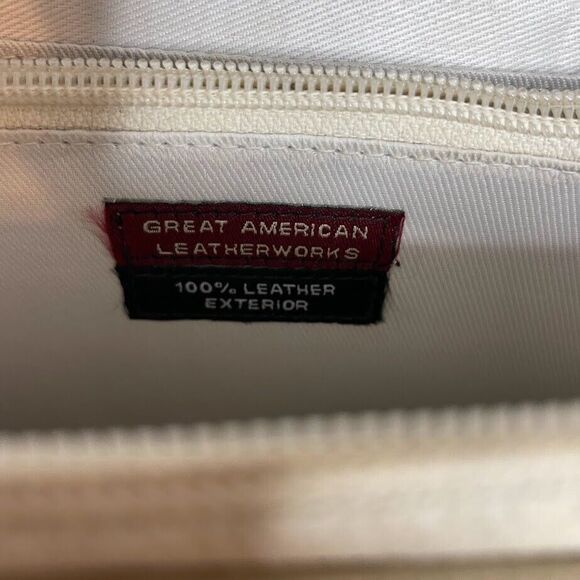 GREAT AMERICAN
LEATHERWORKS
100% LEATHER
EXTERIOR